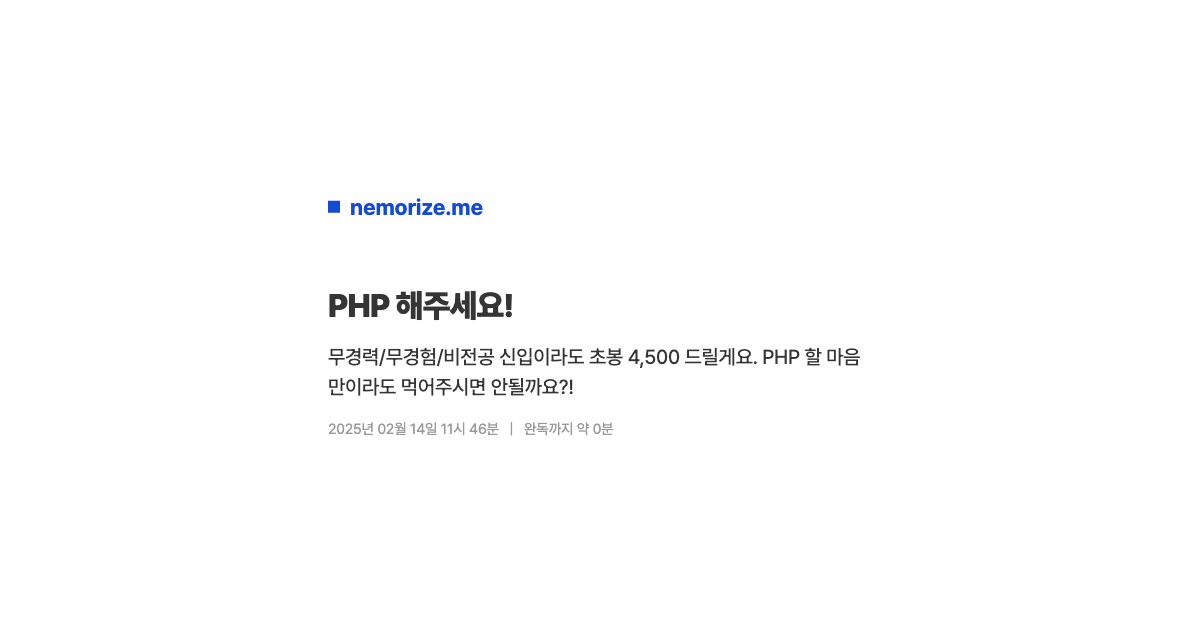 nemorize.me
PHP 해주세요!
무경력/무경험/비전공 신입이라도 초봉 4,500 드릴게요. PHP 할 마음
만이라도 먹어주시면 안될까요?!
2025년 02월 14일 11시 46분 | 완독까지 약 0분